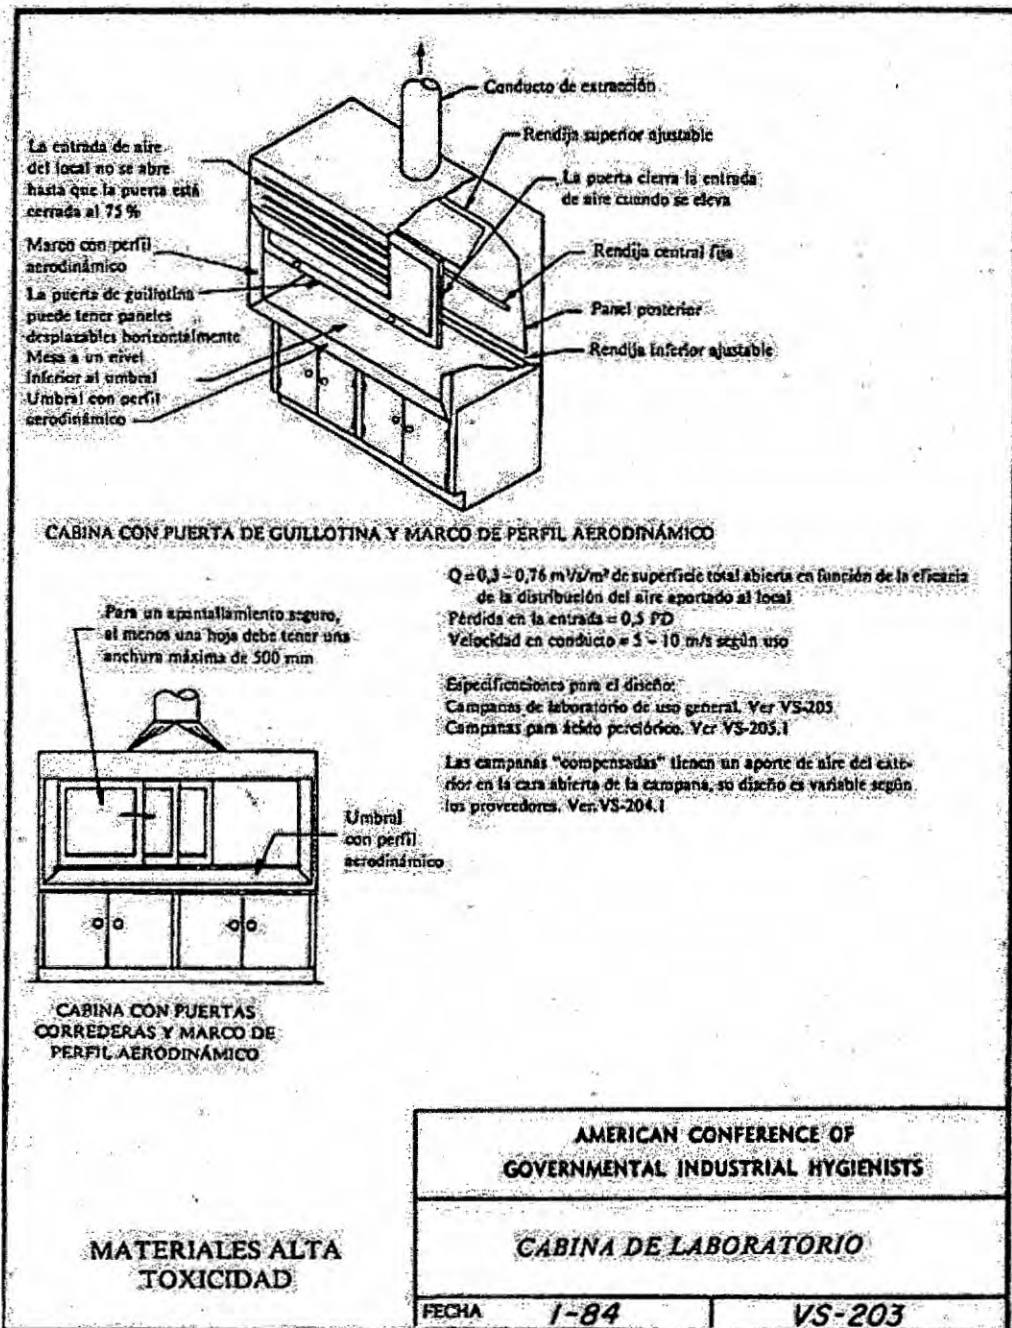 Conducto de extracción
Rendija superior ajustable
La puerta cierra la entrada
de aire cuando se eleva
Rendija central fija
Panel posterior
Rendija inferior ajustable
La entrada de aire
del local no se abre
hasta que la puerta está
cerrada al 75 %
Marco con perfil
aerodinámico
La puerta de guillotina
puede tener paneles
desplazables horizontalmente
Mesa a un nivel
inferior al umbral
Umbral con perfil
aerodinámico
CABINA CON PUERTA DE GUILLOTINA Y MARCO DE PERFIL AERODINÁMICO
Q = 0,3 – 0,76 m³/s/m² de superficie total abierta en función de la eficacia
de la distribución del aire aportado al local
Pérdida en la entrada = 0,5 PD
Velocidad en conducto = 5 – 10 m/s según uso
Especificaciones para el diseño:
Campanas de laboratorio de uso general. Ver VS-205
Campanas para ácido perclórico. Ver VS-205.1
Las campanas "compensadas" tienen un aporte de aire del exte-
rior en la cara abierta de la campana, su diseño es variable según
los proveedores. Ver VS-204.1
Para un apantallamiento seguro,
al menos una hoja debe tener una
anchura máxima de 500 mm
Umbral
con perfil
aerodinámico
CABINA CON PUERTAS
CORREDERAS Y MARCO DE
PERFIL AERODINÁMICO
MATERIALES ALTA
TOXICIDAD
AMERICAN CONFERENCE OF
GOVERNMENTAL INDUSTRIAL HYGIENISTS
CABINA DE LABORATORIO
FECHA 1-84 VS-203